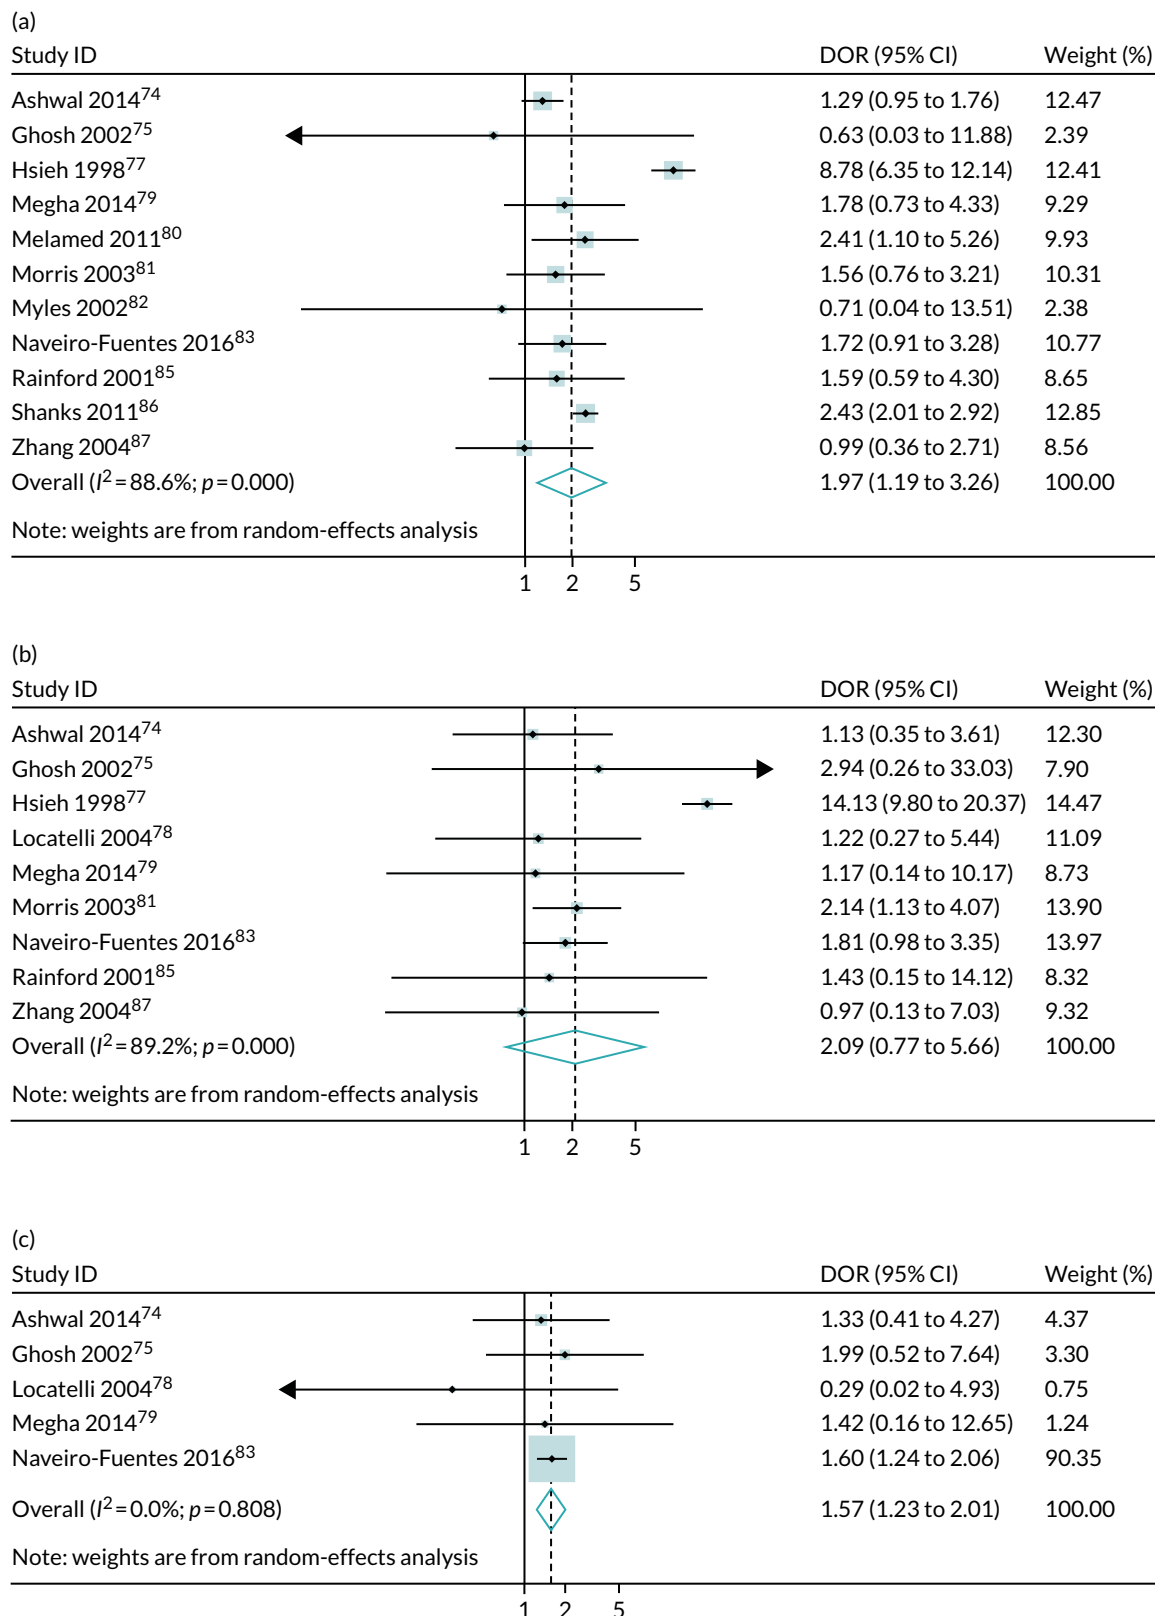 (a)
Study ID DOR (95% CI) Weight (%)
Ashwal 2014⁷⁴ 1.29 (0.95 to 1.76) 12.47
Ghosh 2002⁷⁵ 0.63 (0.03 to 11.88) 2.39
Hsieh 1998⁷⁷ 8.78 (6.35 to 12.14) 12.41
Megha 2014⁷⁹ 1.78 (0.73 to 4.33) 9.29
Melamed 2011⁸⁰ 2.41 (1.10 to 5.26) 9.93
Morris 2003⁸¹ 1.56 (0.76 to 3.21) 10.31
Myles 2002⁸² 0.71 (0.04 to 13.51) 2.38
Naveiro-Fuentes 2016⁸³ 1.72 (0.91 to 3.28) 10.77
Rainford 2001⁸⁵ 1.59 (0.59 to 4.30) 8.65
Shanks 2011⁸⁶ 2.43 (2.01 to 2.92) 12.85
Zhang 2004⁸⁷ 0.99 (0.36 to 2.71) 8.56
Overall (I²=88.6%; p=0.000) 1.97 (1.19 to 3.26) 100.00
Note: weights are from random-effects analysis
1 2 5
(b)
Study ID DOR (95% CI) Weight (%)
Ashwal 2014⁷⁴ 1.13 (0.35 to 3.61) 12.30
Ghosh 2002⁷⁵ 2.94 (0.26 to 33.03) 7.90
Hsieh 1998⁷⁷ 14.13 (9.80 to 20.37) 14.47
Locatelli 2004⁷⁸ 1.22 (0.27 to 5.44) 11.09
Megha 2014⁷⁹ 1.17 (0.14 to 10.17) 8.73
Morris 2003⁸¹ 2.14 (1.13 to 4.07) 13.90
Naveiro-Fuentes 2016⁸³ 1.81 (0.98 to 3.35) 13.97
Rainford 2001⁸⁵ 1.43 (0.15 to 14.12) 8.32
Zhang 2004⁸⁷ 0.97 (0.13 to 7.03) 9.32
Overall (I²=89.2%; p=0.000) 2.09 (0.77 to 5.66) 100.00
Note: weights are from random-effects analysis
1 2 5
(c)
Study ID DOR (95% CI) Weight (%)
Ashwal 2014⁷⁴ 1.33 (0.41 to 4.27) 4.37
Ghosh 2002⁷⁵ 1.99 (0.52 to 7.64) 3.30
Locatelli 2004⁷⁸ 0.29 (0.02 to 4.93) 0.75
Megha 2014⁷⁹ 1.42 (0.16 to 12.65) 1.24
Naveiro-Fuentes 2016⁸³ 1.60 (1.24 to 2.06) 90.35
Overall (I²=0.0%; p=0.808) 1.57 (1.23 to 2.01) 100.00
Note: weights are from random-effects analysis
1 2 5